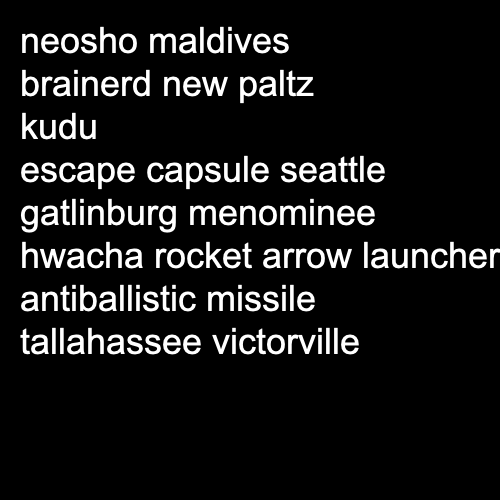 neosho maldives
brainerd new paltz
kudu
escape capsule seattle
gatlinburg menominee
hwacha rocket arrow launcher
antiballistic missile
tallahassee victorville